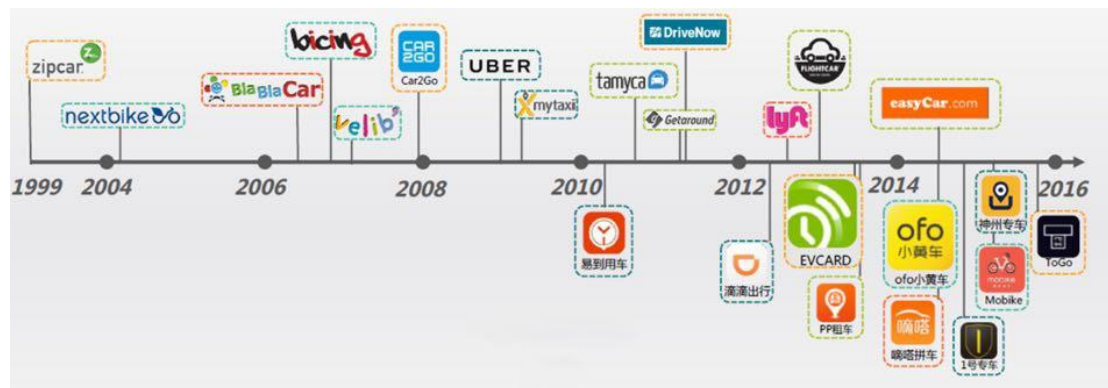 zipcar
nextbike
BlaBlaCar
bicing
velib
CAR
2GO
Car2Go
UBER
mytaxi
tamyca
DriveNow
Getaround
lyft
FLIGHTCAR
easyCar.com
1999 2004 2006 2008 2010 2012 2014 2016
易到用车
滴滴出行
EVCARD
PP租车
ofo
小黄车
ofo小黄车
嘀嗒
嘀嗒拼车
1号专车
神州专车
mobike
Mobike
ToGo